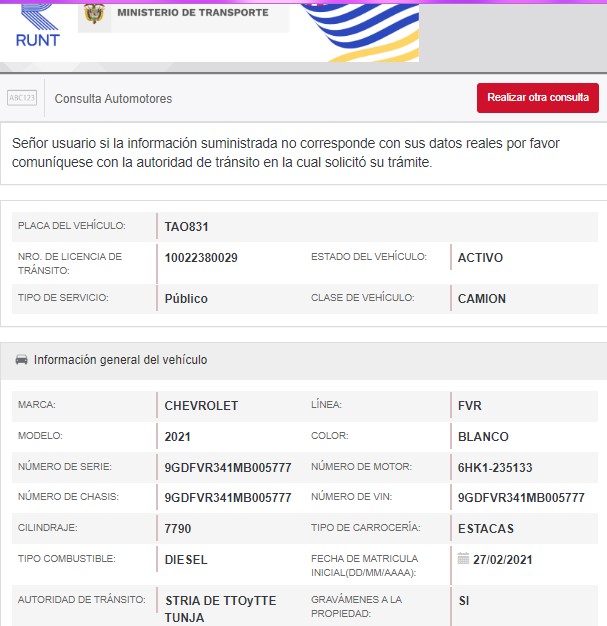 RUNT
MINISTERIO DE TRANSPORTE
ABC123
Consulta Automotores
Realizar otra consulta
Señor usuario si la información suministrada no corresponde con sus datos reales por favor
comuníquese con la autoridad de tránsito en la cual solicitó su trámite.
PLACA DEL VEHÍCULO: TAO831
NRO. DE LICENCIA DE TRÁNSITO: 10022380029 ESTADO DEL VEHÍCULO: ACTIVO
TIPO DE SERVICIO: Público CLASE DE VEHÍCULO: CAMION
Información general del vehículo
MARCA: CHEVROLET LÍNEA: FVR
MODELO: 2021 COLOR: BLANCO
NÚMERO DE SERIE: 9GDFVR341MB005777 NÚMERO DE MOTOR: 6HK1-235133
NÚMERO DE CHASIS: 9GDFVR341MB005777 NÚMERO DE VIN: 9GDFVR341MB005777
CILINDRAJE: 7790 TIPO DE CARROCERÍA: ESTACAS
TIPO COMBUSTIBLE: DIESEL FECHA DE MATRICULA INICIAL(DD/MM/AAAA): 27/02/2021
AUTORIDAD DE TRÁNSITO: STRIA DE TTOyTTE TUNJA GRAVÁMENES A LA PROPIEDAD: SI